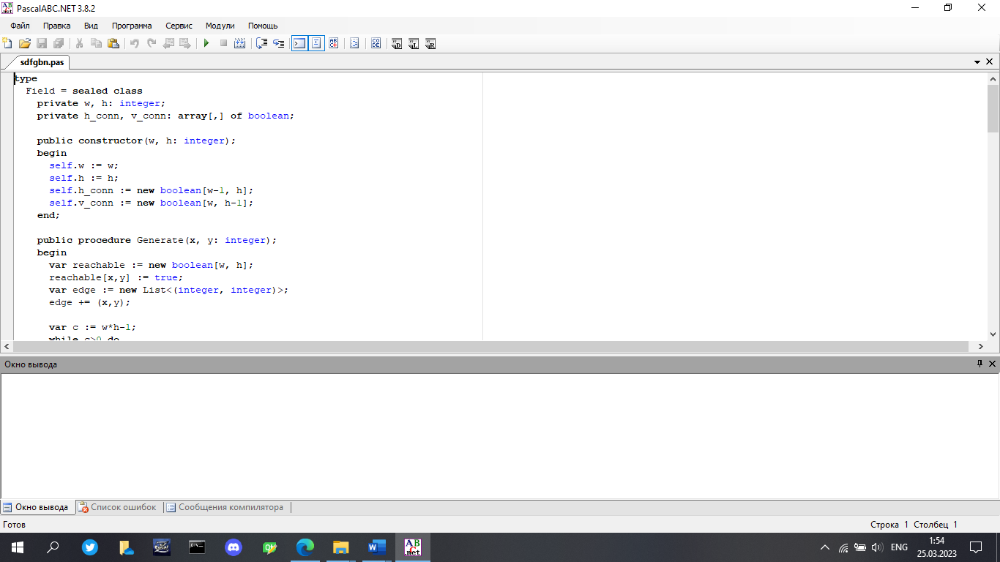 PascalABC.NET 3.8.2
Файл Правка Вид Программа Сервис Модули Помощь
sdfgbn.pas
type
Field = sealed class
private w, h: integer;
private h_conn, v_conn: array[,] of boolean;
public constructor(w, h: integer);
begin
self.w := w;
self.h := h;
self.h_conn := new boolean[w-1, h];
self.v_conn := new boolean[w, h-1];
end;
public procedure Generate(x, y: integer);
begin
var reachable := new boolean[w, h];
reachable[x,y] := true;
var edge := new List<(integer, integer)>;
edge += (x,y);
var c := w*h-1;
while c>0 do
Окно вывода
Окно вывода Список ошибок Сообщения компилятора
Готов Строка 1 Столбец 1
ENG 1:54
25.03.2023